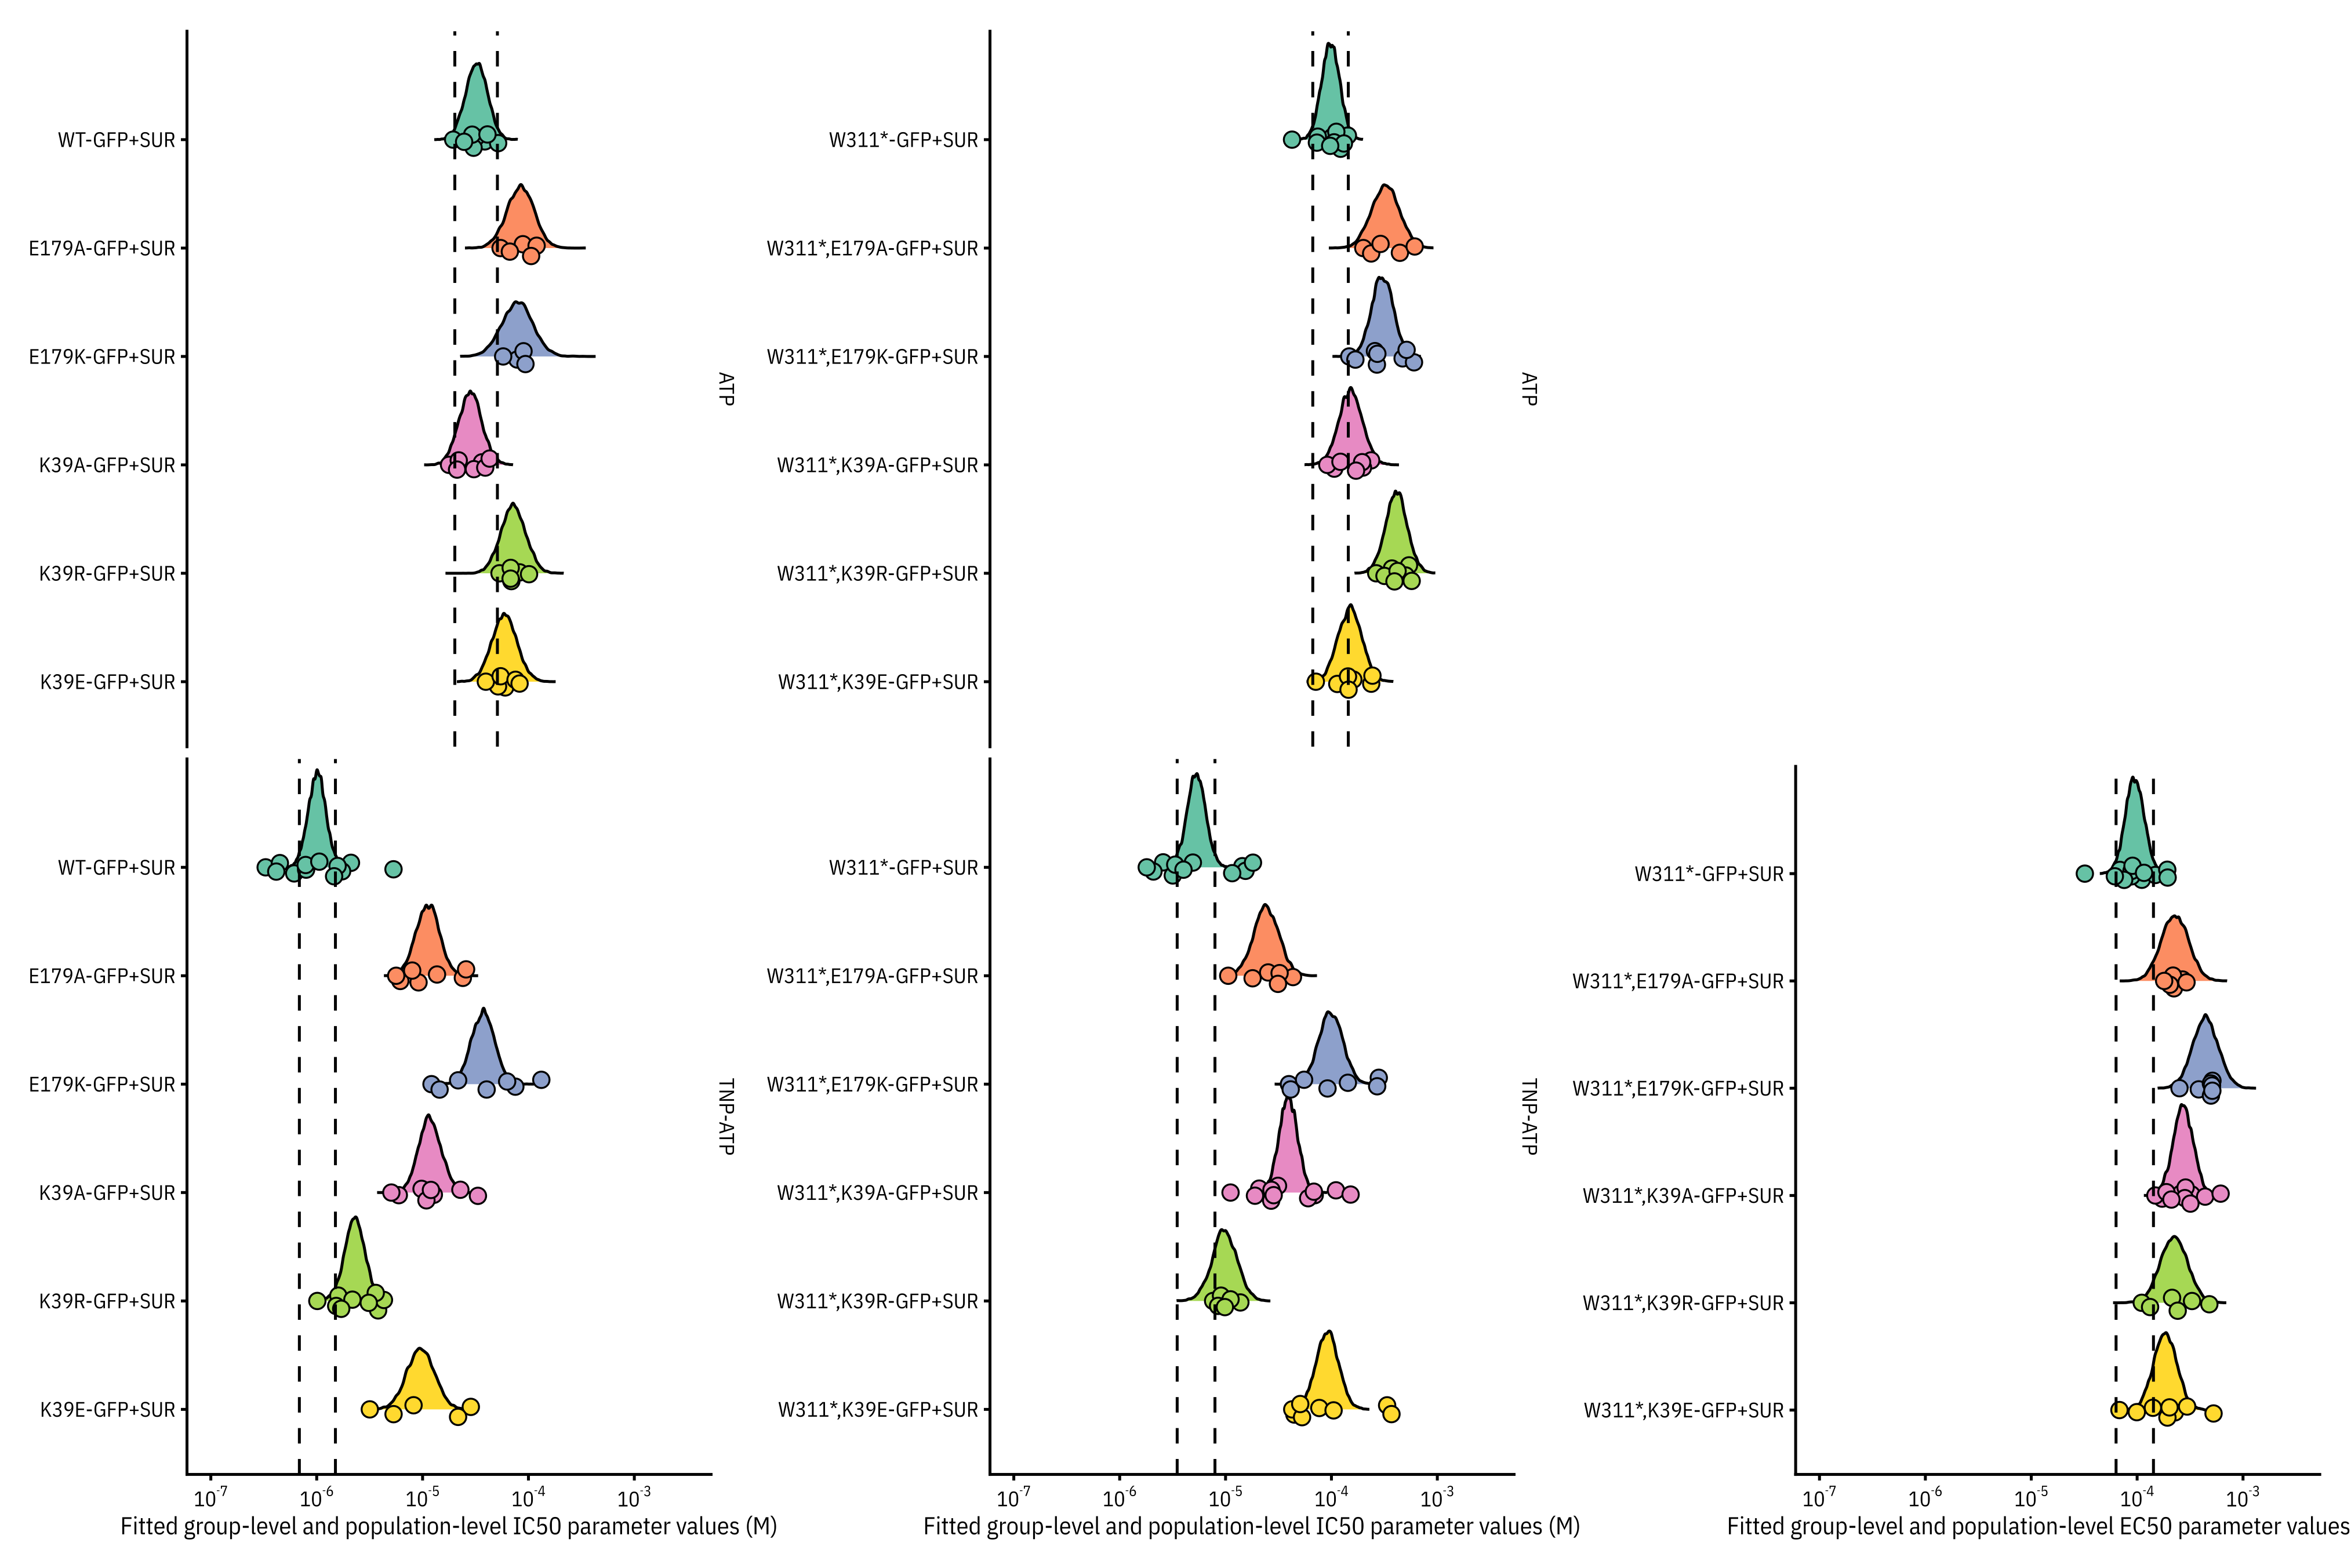 WT-GFP+SUR
E179A-GFP+SUR
E179K-GFP+SUR
K39A-GFP+SUR
K39R-GFP+SUR
K39E-GFP+SUR
ATP
W311*-GFP+SUR
W311*,E179A-GFP+SUR
W311*,E179K-GFP+SUR
W311*,K39A-GFP+SUR
W311*,K39R-GFP+SUR
W311*,K39E-GFP+SUR
ATP
WT-GFP+SUR
E179A-GFP+SUR
E179K-GFP+SUR
K39A-GFP+SUR
K39R-GFP+SUR
K39E-GFP+SUR
TNP-ATP
10-7 10-6 10-5 10-4 10-3
Fitted group-level and population-level IC50 parameter values (M)
W311*-GFP+SUR
W311*,E179A-GFP+SUR
W311*,E179K-GFP+SUR
W311*,K39A-GFP+SUR
W311*,K39R-GFP+SUR
W311*,K39E-GFP+SUR
TNP-ATP
10-7 10-6 10-5 10-4 10-3
Fitted group-level and population-level IC50 parameter values (M)
W311*-GFP+SUR
W311*,E179A-GFP+SUR
W311*,E179K-GFP+SUR
W311*,K39A-GFP+SUR
W311*,K39R-GFP+SUR
W311*,K39E-GFP+SUR
10-7 10-6 10-5 10-4 10-3
Fitted group-level and population-level EC50 parameter values